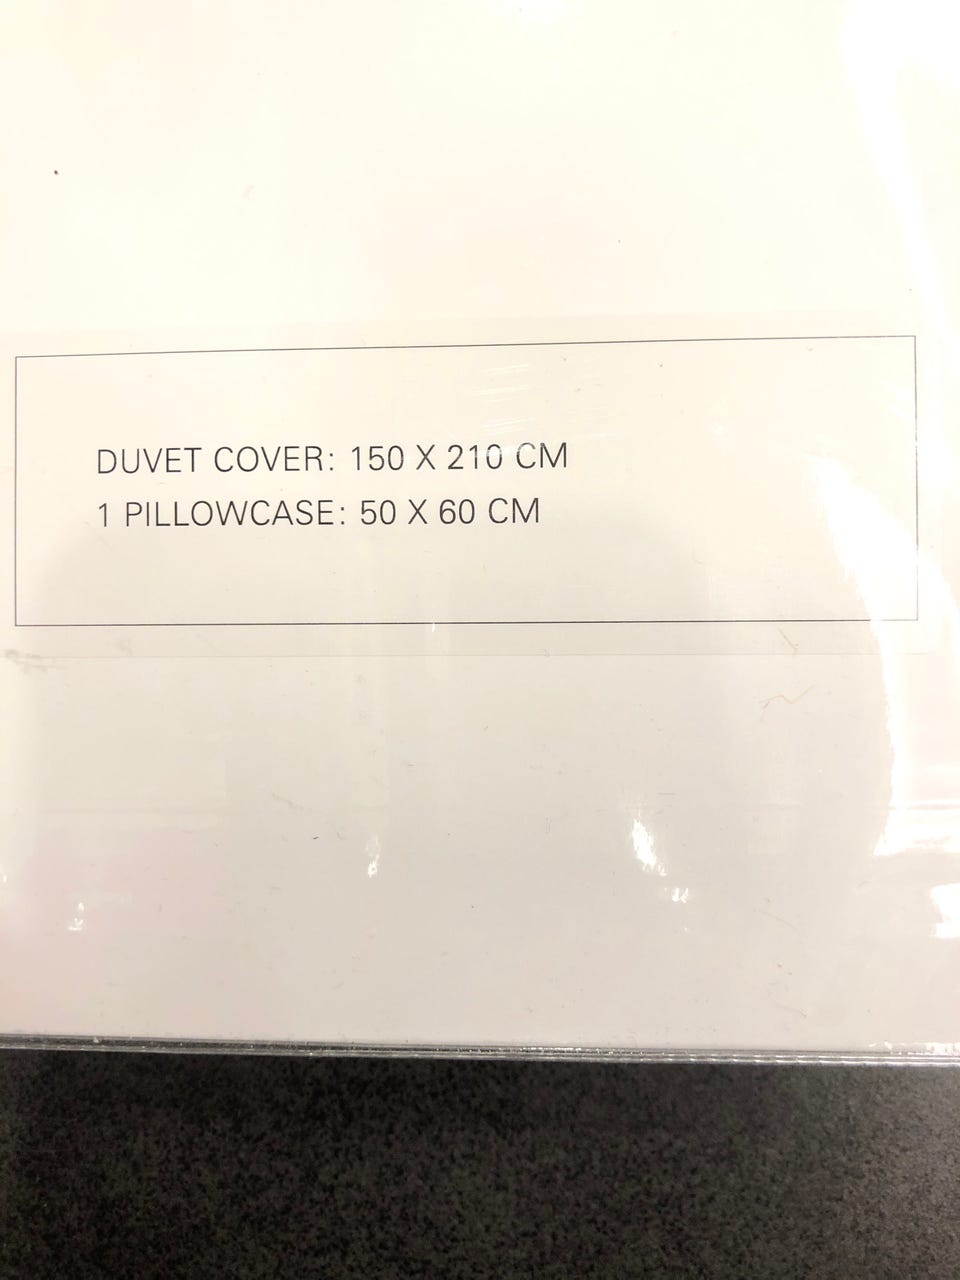 DUVET COVER: 150 X 210 CM
1 PILLOWCASE: 50 X 60 CM